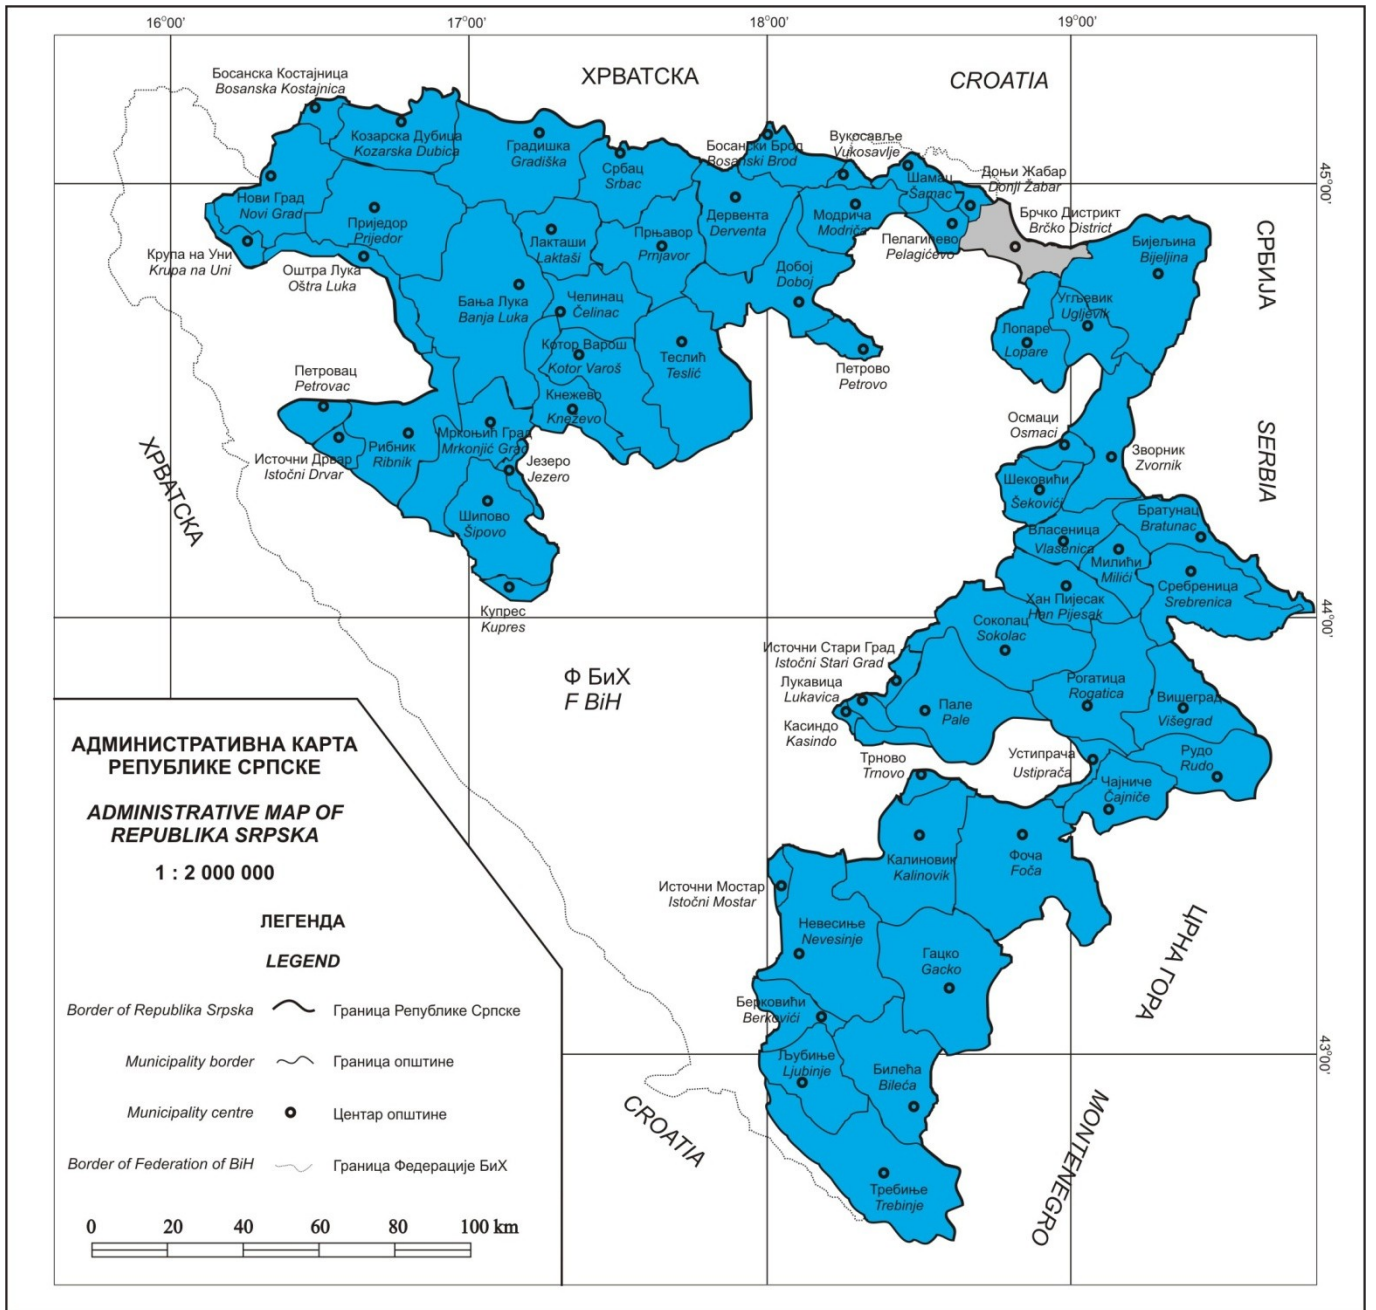 16°00'
17°00'
18°00'
19°00'
Босанска Костајница
Bosanska Kostajnica
ХРВАТСКА
CROATIA
Козарска Дубица
Kozarska Dubica
Градишка
Gradiška
Србац
Srbac
Босански Брод
Bosanski Brod
Вукосавље
Vukosavlje
Шамац
Šamac
Доњи Жабар
Donji Žabar
45°00'
Нови Град
Novi Grad
Приједор
Prijedor
Лакташи
Laktaši
Прњавор
Prnjavor
Дервента
Derventa
Модрича
Modriča
Пелагићево
Pelagićevo
Брчко Дистрикт
Brčko District
Бијељина
Bijeljina
СРБИЈА
Крупа на Уни
Krupa na Uni
Оштра Лука
Oštra Luka
Бања Лука
Banja Luka
Челинац
Čelinac
Добој
Doboj
Угљевик
Ugljevik
Лопаре
Lopare
Котор Варош
Kotor Varoš
Теслић
Teslić
Петрово
Petrovo
Петровац
Petrovac
Кнежево
Knezevo
Осмаци
Osmaci
SERBIA
ХРВАТСКА
Источни Дрвар
Istočni Drvar
Рибник
Ribnik
Мркоњић Град
Mrkonjić Grad
Језеро
Jezero
Зворник
Zvornik
Шековићи
Šekovići
Шипово
Šipovo
Братунац
Bratunac
Власеница
Vlasenica
Милићи
Milići
Сребреница
Srebrenica
Купрес
Kupres
Хан Пијесак
Han Pijesak
44°00'
Соколац
Sokolac
Источни Стари Град
Istočni Stari Grad
Ф БиХ
F BiH
Лукавица
Lukavica
Рогатица
Rogatica
Вишеград
Višegrad
Пале
Pale
Касиндо
Kasindo
Трново
Trnovo
Устипрача
Ustiprača
Рудо
Rudo
Чајниче
Čajniče
Калиновик
Kalinovik
Фоча
Foča
Источни Мостар
Istočni Mostar
Невесиње
Nevesinje
Гацко
Gacko
ЦРНА ГОРА
Берковићи
Berkovići
43°00'
Љубиње
Ljubinje
Билећа
Bileća
CROATIA
MONTENEGRO
Требиње
Trebinje
АДМИНИСТРАТИВНА КАРТА
РЕПУБЛИКЕ СРПСКЕ
ADMINISTRATIVE MAP OF
REPUBLIKA SRPSKA
1 : 2 000 000
ЛЕГЕНДА
LEGEND
Border of Republika Srpska Граница Републике Српске
Municipality border Граница општине
Municipality centre Центар општине
Border of Federation of BiH Граница Федерације БиХ
0 20 40 60 80 100 km